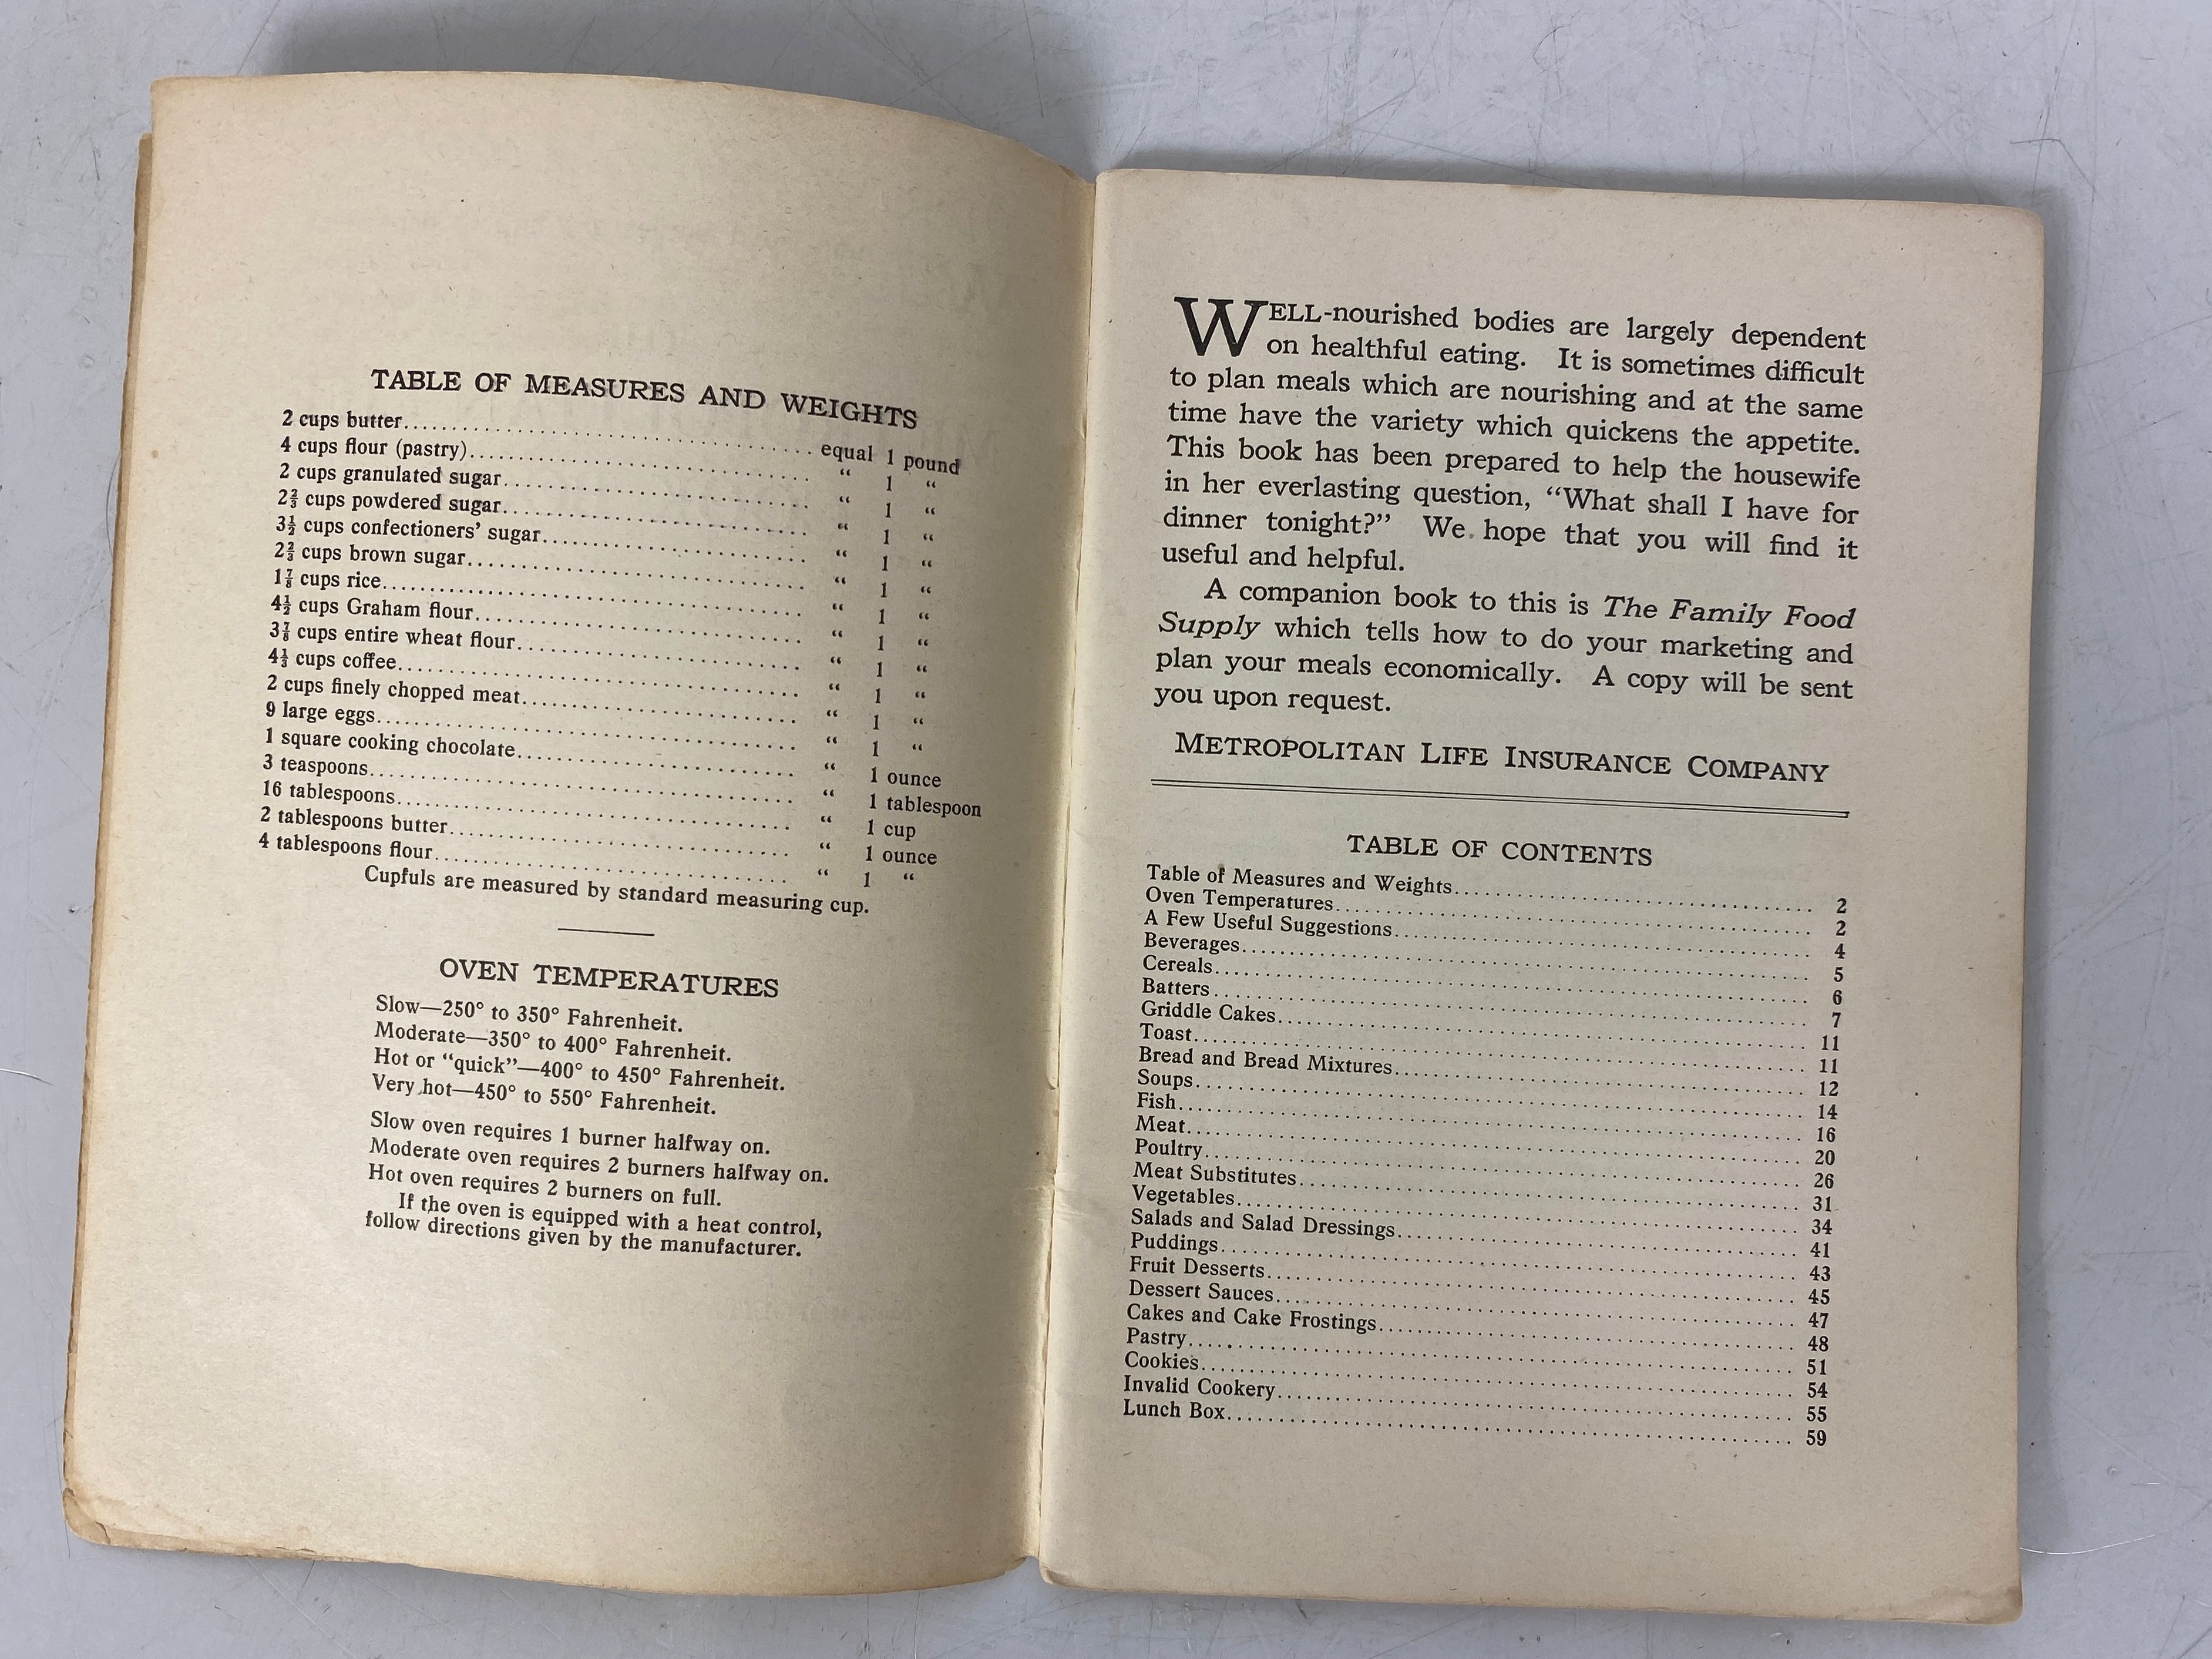 TABLE OF MEASURES AND WEIGHTS
2 cups butter........ equal 1 pound
4 cups flour (pastry)........ “ 1 “
2 cups granulated sugar........ “ 1 “
2⅔ cups powdered sugar........ “ 1 “
3½ cups confectioners’ sugar........ “ 1 “
2⅔ cups brown sugar........ “ 1 “
1⅞ cups rice........ “ 1 “
4½ cups Graham flour........ “ 1 “
3⅞ cups entire wheat flour........ “ 1 “
4⅓ cups coffee........ “ 1 “
2 cups finely chopped meat........ “ 1 “
9 large eggs........ “ 1 “
1 square cooking chocolate........ “ 1 ounce
3 teaspoons........ “ 1 tablespoon
16 tablespoons........ “ 1 cup
2 tablespoons butter........ “ 1 ounce
4 tablespoons flour........ “ 1 “
Cupfuls are measured by standard measuring cup.
OVEN TEMPERATURES
Slow—250° to 350° Fahrenheit.
Moderate—350° to 400° Fahrenheit.
Hot or “quick”—400° to 450° Fahrenheit.
Very hot—450° to 550° Fahrenheit.
Slow oven requires 1 burner halfway on.
Moderate oven requires 2 burners halfway on.
Hot oven requires 2 burners on full.
If the oven is equipped with a heat control,
follow directions given by the manufacturer.
WELL-nourished bodies are largely dependent
on healthful eating. It is sometimes difficult
to plan meals which are nourishing and at the same
time have the variety which quickens the appetite.
This book has been prepared to help the housewife
in her everlasting question, “What shall I have for
dinner tonight?” We hope that you will find it
useful and helpful.
A companion book to this is The Family Food
Supply which tells how to do your marketing and
plan your meals economically. A copy will be sent
you upon request.
METROPOLITAN LIFE INSURANCE COMPANY
TABLE OF CONTENTS
Table of Measures and Weights........ 2
Oven Temperatures........ 2
A Few Useful Suggestions........ 4
Beverages........ 5
Cereals........ 6
Batters........ 7
Griddle Cakes........ 11
Toast........ 11
Bread and Bread Mixtures........ 12
Soups........ 14
Fish........ 16
Meat........ 20
Poultry........ 26
Meat Substitutes........ 31
Vegetables........ 34
Salads and Salad Dressings........ 41
Puddings........ 43
Fruit Desserts........ 45
Dessert Sauces........ 47
Cakes and Cake Frostings........ 48
Pastry........ 51
Cookies........ 54
Invalid Cookery........ 55
Lunch Box........ 59